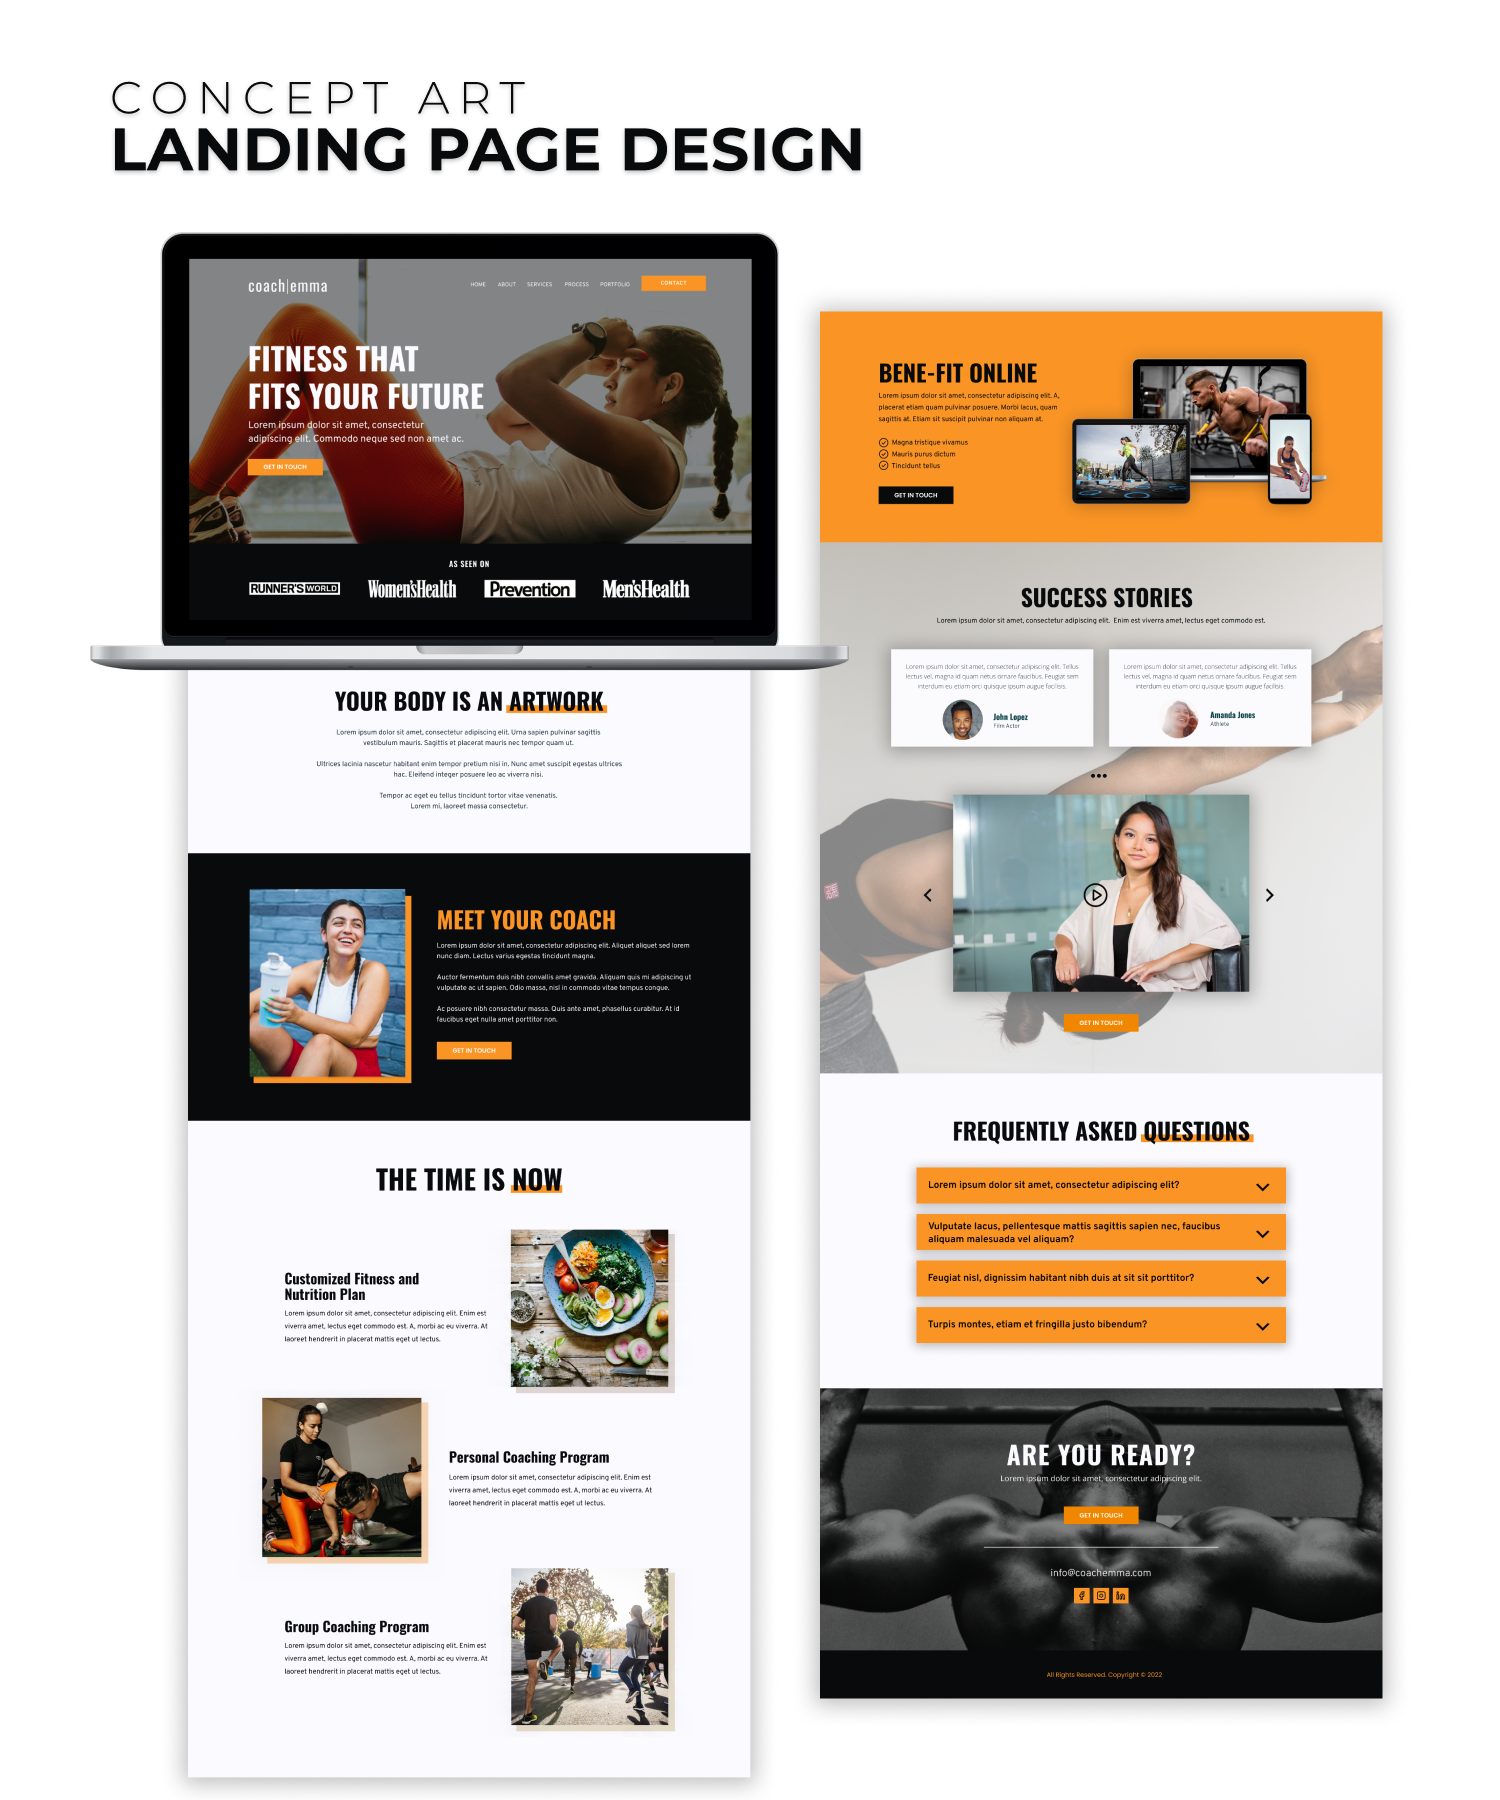 CONCEPT ART
LANDING PAGE DESIGN
coach|emma
HOME ABOUT SERVICES PROCESS PORTFOLIO CONTACT
FITNESS THAT
FITS YOUR FUTURE
Lorem ipsum dolor sit amet, consectetur
adipiscing elit. Commodo neque sed non amet ac.
GET IN TOUCH
AS SEEN ON
RUNNER'S WORLD Women'sHealth Prevention Men'sHealth
YOUR BODY IS AN ARTWORK
Lorem ipsum dolor sit amet, consectetur adipiscing elit. Urna sapien pulvinar sagittis
vestibulum mauris. Sagittis et placerat mauris nec tempor quam ut.
Ultrices lacinia nascetur habitant enim tempor pretium nisi in. Nunc amet suscipit egestas ultrices
hac. Eleifend integer posuere leo ac viverra nisi.
Tempor ac eget eu tellus tincidunt tortor vitae venenatis.
Lorem mi, laoreet massa consectetur.
MEET YOUR COACH
Lorem ipsum dolor sit amet, consectetur adipiscing elit. Aliquet aliquet sed lorem
nunc diam. Lectus varius egestas tincidunt magna.
Auctor fermentum duis nibh convallis amet gravida. Aliquam quis mi adipiscing ut
vulputate ac ut sapien. Odio massa, nisl in commodo vitae tempus congue.
Ac posuere nibh consectetur massa. Quis ante amet, phasellus curabitur. At id
faucibus eget nulla amet porttitor non.
GET IN TOUCH
THE TIME IS NOW
Customized Fitness and
Nutrition Plan
Lorem ipsum dolor sit amet, consectetur adipiscing elit. Enim est
viverra amet, lectus eget commodo est. A, morbi ac eu viverra. At
laoreet hendrerit in placerat mattis eget ut lectus.
Personal Coaching Program
Lorem ipsum dolor sit amet, consectetur adipiscing elit. Enim est
viverra amet, lectus eget commodo est. A, morbi ac eu viverra. At
laoreet hendrerit in placerat mattis eget ut lectus.
Group Coaching Program
Lorem ipsum dolor sit amet, consectetur adipiscing elit. Enim est
viverra amet, lectus eget commodo est. A, morbi ac eu viverra. At
laoreet hendrerit in placerat mattis eget ut lectus.
BENE-FIT ONLINE
Lorem ipsum dolor sit amet, consectetur adipiscing elit. A,
placerat etiam quam pulvinar posuere. Morbi lacus, quam
sagittis at. Etiam sit suscipit pulvinar non aliquam at.
Magna tristique vivamus
Mauris purus dictum
Tincidunt tellus
GET IN TOUCH
SUCCESS STORIES
Lorem ipsum dolor sit amet, consectetur adipiscing elit. Enim est viverra amet, lectus eget commodo est.
Lorem ipsum dolor sit amet, consectetur adipiscing elit. Tellus
lectus vel, magna id quam netus ornare faucibus. Feugiat sem
interdum eu etiam orci quisque ipsum augue facilisis.
John Lopez
Film Actor
Lorem ipsum dolor sit amet, consectetur adipiscing elit. Tellus
lectus vel, magna id quam netus ornare faucibus. Feugiat sem
interdum eu etiam orci quisque ipsum augue facilisis.
Amanda Jones
Athlete
GET IN TOUCH
FREQUENTLY ASKED QUESTIONS
Lorem ipsum dolor sit amet, consectetur adipiscing elit?
Vulputate lacus, pellentesque mattis sagittis sapien nec, faucibus
aliquam malesuada vel aliquam?
Feugiat nisl, dignissim habitant nibh duis at sit sit porttitor?
Turpis montes, etiam et fringilla justo bibendum?
ARE YOU READY?
Lorem ipsum dolor sit amet, consectetur adipiscing elit.
GET IN TOUCH
info@coachemma.com
All Rights Reserved. Copyright © 2022